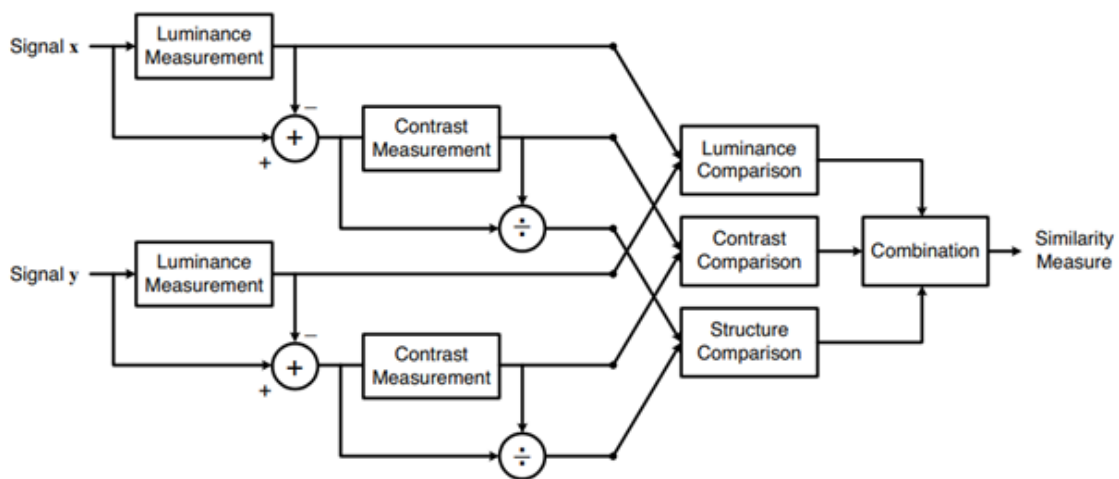 Signal x
Luminance
Measurement
−
+
+
Contrast
Measurement
÷
Signal y
Luminance
Measurement
−
+
+
Contrast
Measurement
÷
Luminance
Comparison
Contrast
Comparison
Structure
Comparison
Combination
Similarity
Measure